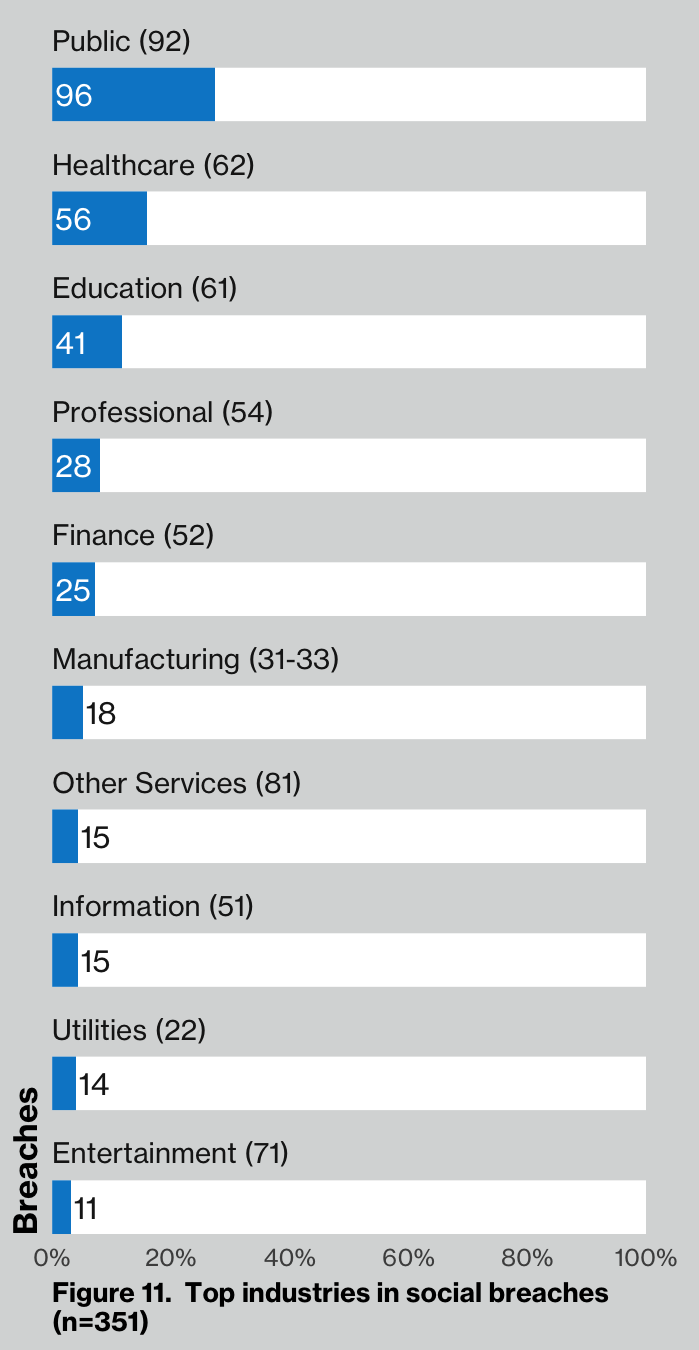 Public (92)
96
Healthcare (62)
56
Education (61)
41
Professional (54)
28
Finance (52)
25
Manufacturing (31-33)
18
Other Services (81)
15
Information (51)
15
Utilities (22)
14
Entertainment (71)
11
Breaches
0% 20% 40% 60% 80% 100%
Figure 11. Top industries in social breaches
(n=351)